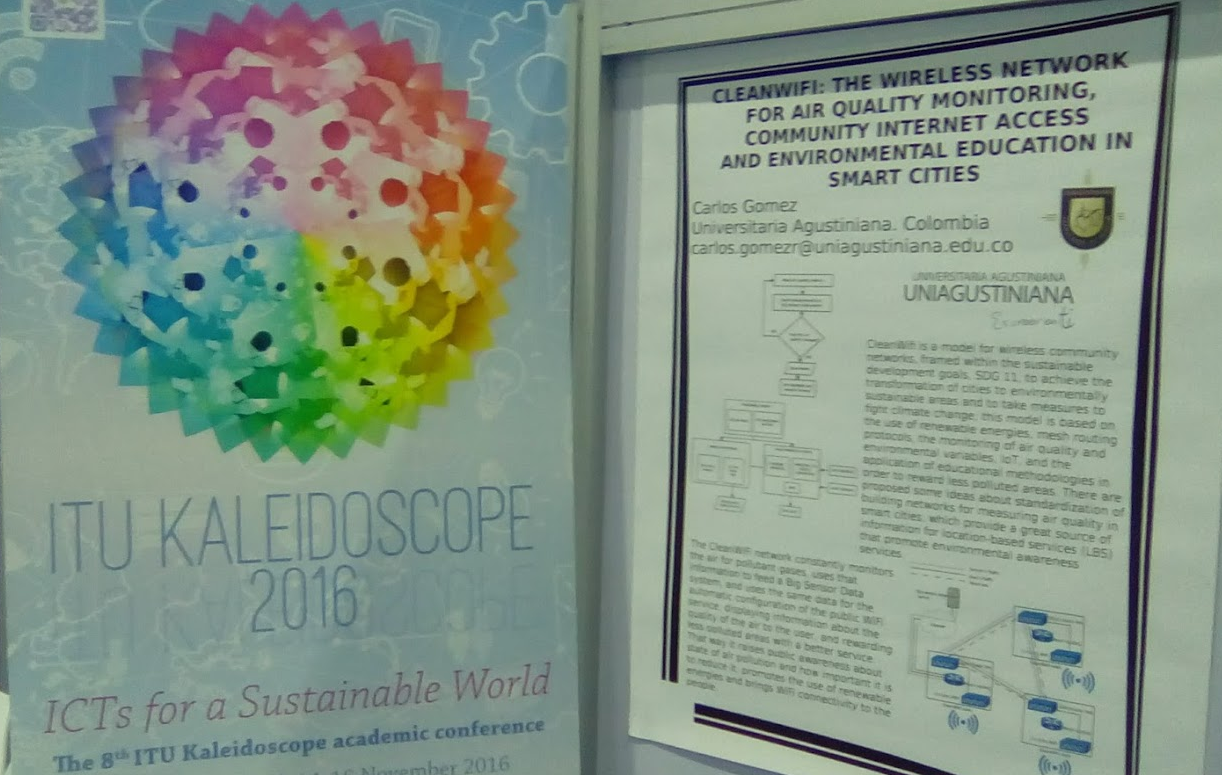 ITU KALEIDOSCOPE
2016
ICTs for a Sustainable World
The 8th ITU Kaleidoscope academic conference
November 2016
CLEANWIFI: THE WIRELESS NETWORK
FOR AIR QUALITY MONITORING,
COMMUNITY INTERNET ACCESS
AND ENVIRONMENTAL EDUCATION IN
SMART CITIES
Carlos Gomez
Universitaria Agustiniana. Colombia
carlos.gomezr@uniagustiniana.edu.co
UNIVERSITARIA AGUSTINIANA
UNIAGUSTINIANA
CleanWifi is a model for wireless community
networks, framed within the sustainable
development goals, SDG 11, to achieve the
transformation of cities to environmentally
sustainable areas and to take measures to
fight climate change, this model is based on
the use of renewable energies, mesh routing
protocols, the monitoring of air quality and
environmental variables, IoT, and the
application of educational methodologies in
order to reward less polluted areas. There are
proposed some ideas about standardization of
building networks for measuring air quality in
smart cities, which provide a great source of
information for location-based services (LBS)
that promote environmental awareness
services.
The CleanWiFi network constantly monitors
the air for pollutant gases, uses that
information to feed a Big Sensor Data
system, and uses the same data for the
automatic configuration of the public WiFi
service, displaying information about the
quality of the air to the user, and rewarding
less polluted areas with a better service.
That way it raises public awareness about
state of air pollution and how important it is
to reduce it, promotes the use of renewable
energies and brings WiFi connectivity to the
people.